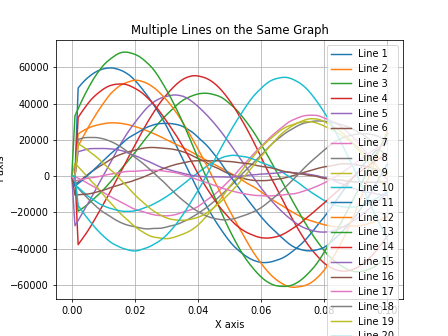 Multiple Lines on the Same Graph
60000
40000
20000
0
−20000
−40000
−60000
0.00
0.02
0.04
0.06
X axis
axis
Line 1
Line 2
Line 3
Line 4
Line 5
Line 7
Line 8
Line 9
Line 10
Line 11
Line 12
Line 13
Line 14
Line 15
Line 16
Line 17
Line 18
Line 19
Line 20